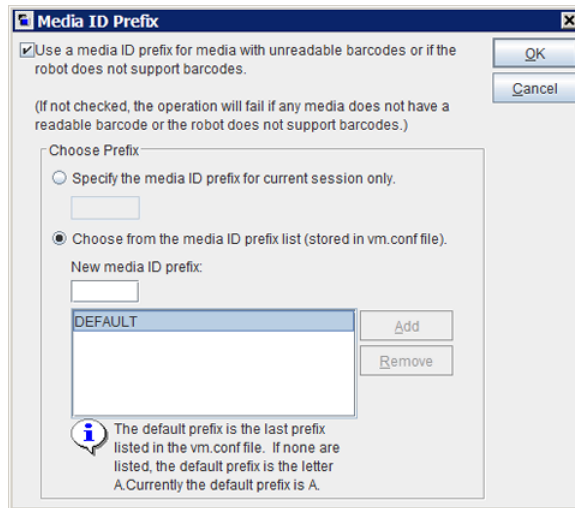 Media ID Prefix
Use a media ID prefix for media with unreadable barcodes or if the
robot does not support barcodes.
OK
Cancel
(If not checked, the operation will fail if any media does not have a
readable barcode or the robot does not support barcodes.)
Choose Prefix
Specify the media ID prefix for current session only.
Choose from the media ID prefix list (stored in vm.conf file).
New media ID prefix:
DEFAULT
Add
Remove
The default prefix is the last prefix
listed in the vm.conf file. If none are
listed, the default prefix is the letter
A.Currently the default prefix is A.